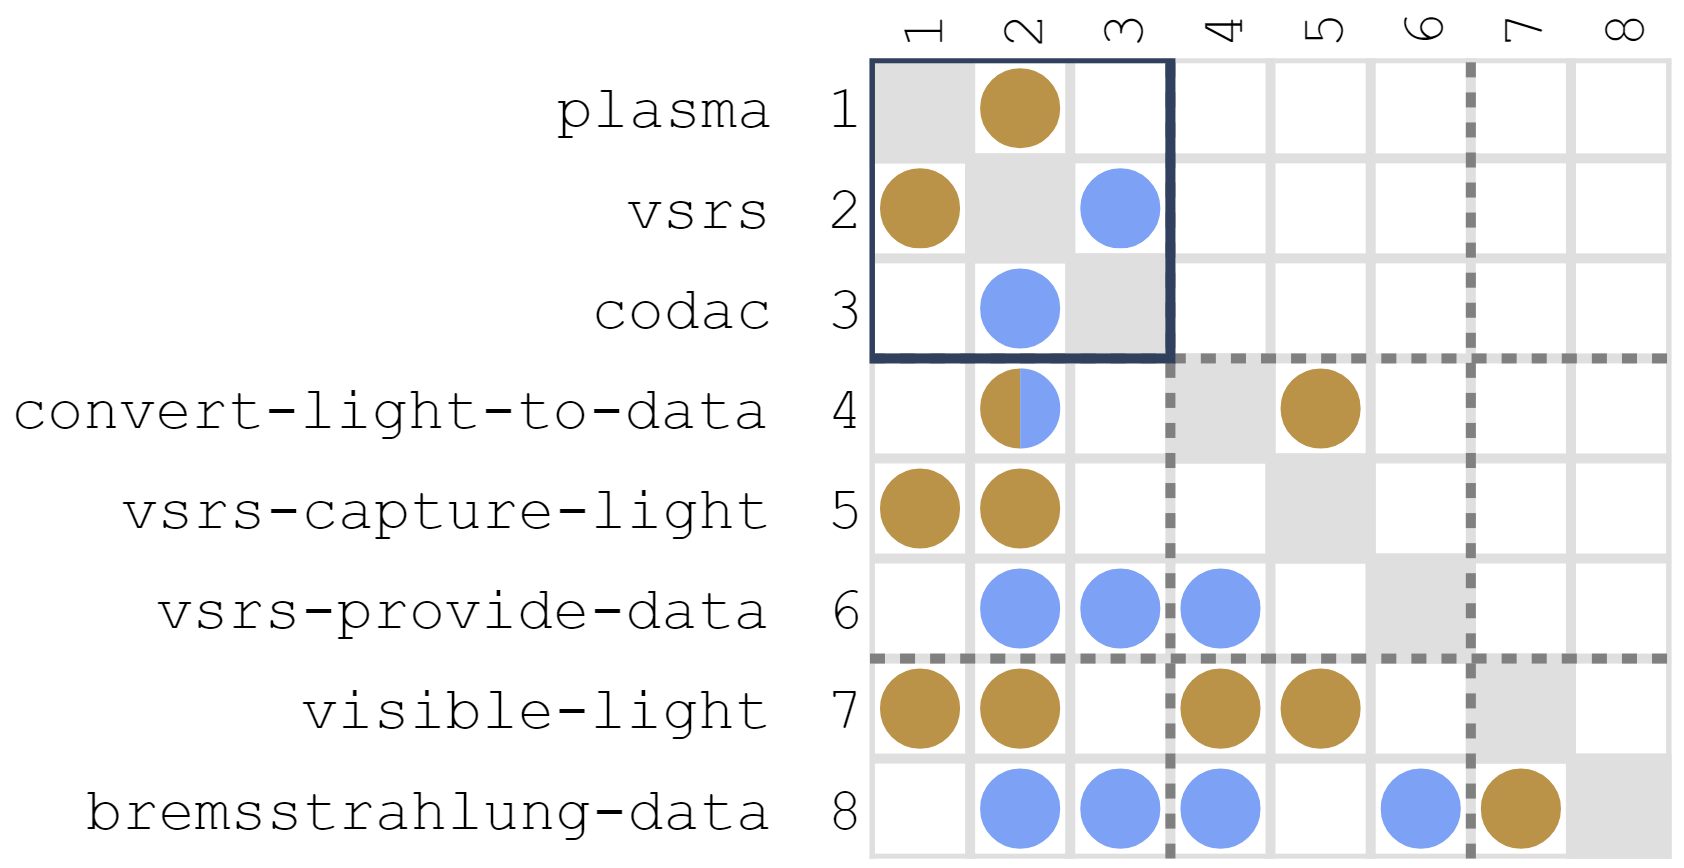 1 2 3 4 5 6 7 8
plasma 1
vsrs 2
codac 3
convert-light-to-data 4
vsrs-capture-light 5
vsrs-provide-data 6
visible-light 7
bremsstrahlung-data 8